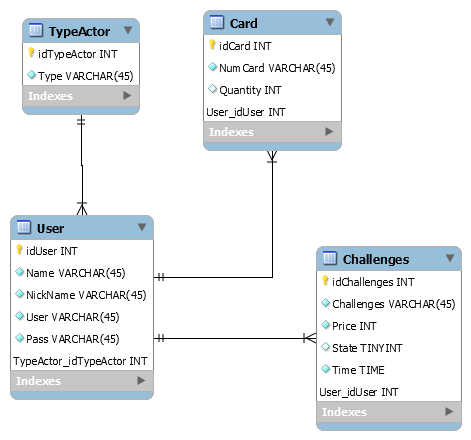 TypeActor
idTypeActor INT
Type VARCHAR(45)
Indexes
Card
idCard INT
NumCard VARCHAR(45)
Quantity INT
User_idUser INT
Indexes
User
idUser INT
Name VARCHAR(45)
NickName VARCHAR(45)
User VARCHAR(45)
Pass VARCHAR(45)
TypeActor_idTypeActor INT
Indexes
Challenges
idChallenges INT
Challenges VARCHAR(45)
Price INT
State TINYINT
Time TIME
User_idUser INT
Indexes